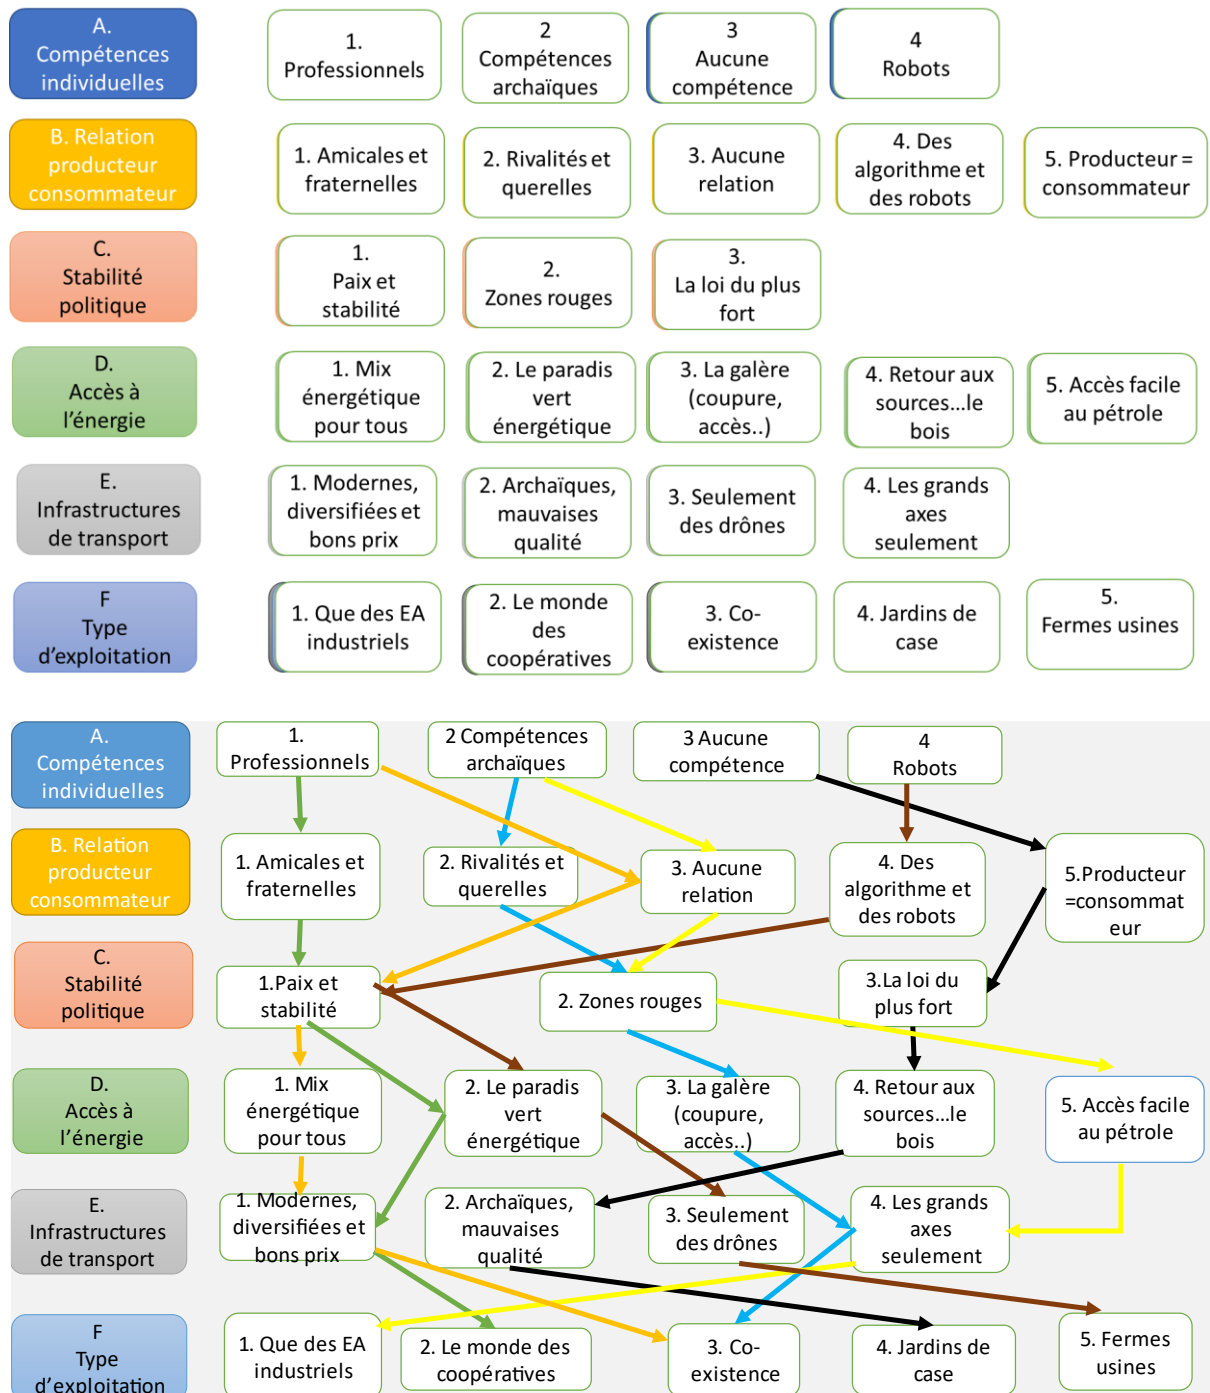 A.
Compétences
individuelles
1.
Professionnels
2
Compétences
archaïques
3
Aucune
compétence
4
Robots
B. Relation
producteur
consommateur
1. Amicales et
fraternelles
2. Rivalités et
querelles
3. Aucune
relation
4. Des
algorithme et
des robots
5. Producteur =
consommateur
C.
Stabilité
politique
1.
Paix et
stabilité
2.
Zones rouges
3.
La loi du plus
fort
D.
Accès à
l'énergie
1. Mix
énergétique
pour tous
2. Le paradis
vert
énergétique
3. La galère
(coupure,
accès..)
4. Retour aux
sources...le
bois
5. Accès facile
au pétrole
E.
Infrastructures
de transport
1. Modernes,
diversifiées et
bons prix
2. Archaïques,
mauvaises
qualité
3. Seulement
des drônes
4. Les grands
axes
seulement
F
Type
d'exploitation
1. Que des EA
industriels
2. Le monde
des
coopératives
3. Co-
existence
4. Jardins de
case
5.
Fermes usines
A.
Compétences
individuelles
1.
Professionnels
2 Compétences
archaïques
3 Aucune
compétence
4
Robots
B. Relation
producteur
consommateur
1. Amicales et
fraternelles
2. Rivalités et
querelles
3. Aucune
relation
4. Des
algorithme et
des robots
5.Producteur
=consommat
eur
C.
Stabilité
politique
1.Paix et
stabilité
2. Zones rouges
3.La loi du
plus fort
D.
Accès à
l'énergie
1. Mix
énergétique
pour tous
2. Le paradis
vert
énergétique
3. La galère
(coupure,
accès..)
4. Retour aux
sources...le
bois
5. Accès facile
au pétrole
E.
Infrastructures
de transport
1. Modernes,
diversifiées et
bons prix
2. Archaïques,
mauvaises
qualité
3. Seulement
des drônes
4. Les grands
axes
seulement
F
Type
d'exploitation
1. Que des EA
industriels
2. Le monde des
coopératives
3. Co-
existence
4. Jardins de
case
5. Fermes
usines